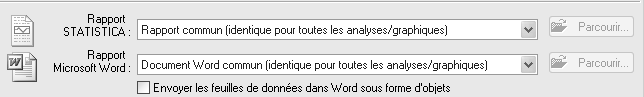 Rapport
STATISTICA : Rapport commun (identique pour toutes les analyses/graphiques) Parcourir...
Rapport
Microsoft Word : Document Word commun (identique pour toutes les analyses/graphiques) Parcourir...
Envoyer les feuilles de données dans Word sous forme d'objets